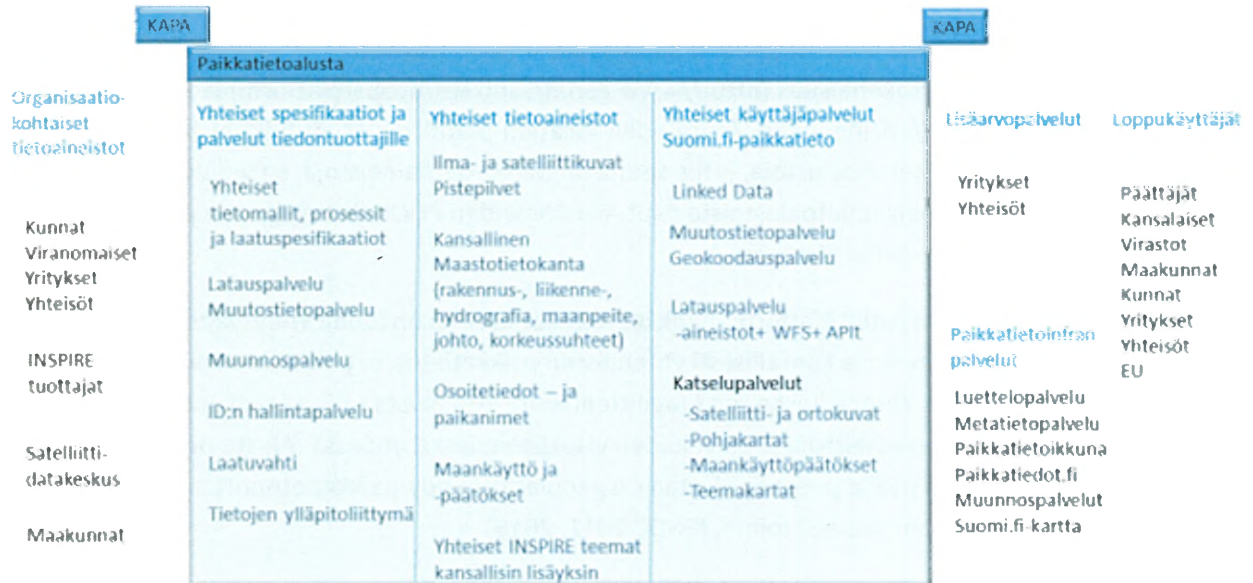 KAPA
KAPA
Paikkatietoalusta
Organisaatio-
kohtaiset
tietoaineistot
Kunnat
Viranomaiset
Yritykset
Yhteisöt
INSPIRE
tuottajat
Satelliitti-
datakeskus
Maakunnat
Yhteiset spesifikaatiot ja
palvelut tiedontuottajille
Yhteiset
tietomallit, prosessit
ja laatuspesifikaatiot
Latauspalvelu
Muutostietopalvelu
Muunnospalvelu
ID:n hallintapalvelu
Laatuvahti
Tietojen ylläpitoliittymä
Yhteiset tietoaineistot
Ilma- ja satelliittikuvat
Pistepilvet
Kansallinen
Maastotietokanta
(rakennus-, liikenne-,
hydrografia, maanpeite,
johto, korkeussuhteet)
Osoitetiedot – ja
paikanimet
Maankäyttö ja
-päätökset
Yhteiset INSPIRE teemat
kansallisin lisäyksin
Yhteiset käyttäjäpalvelut
Suomi.fi-paikkatieto
Linked Data
Muutostietopalvelu
Geokoodauspalvelu
Latauspalvelu
-aineistot+ WFS+ APIt
Katselupalvelut
-Satelliitti- ja ortokuvat
-Pohjakartat
-Maankäyttöpäätökset
-Teemakartat
Lisäarvopalvelut
Yritykset
Yhteisöt
Paikkatietoinfran
palvelut
Luettelopalvelu
Metatietopalvelu
Paikkatietoikkuna
Paikkatiedot.fi
Muunnospalvelut
Suomi.fi-kartta
Loppukäyttäjät
Päättäjät
Kansalaiset
Virastot
Maakunnat
Kunnat
Yritykset
Yhteisöt
EU